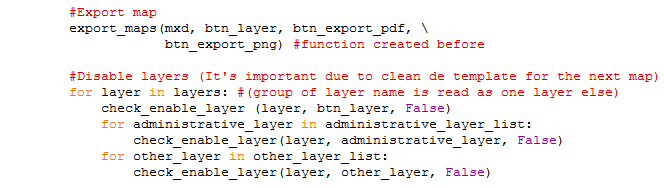 #Export map
export_maps(mxd, btn_layer, btn_export_pdf, \
btn_export_png) #function created before
#Disable layers (It's important due to clean de template for the next map)
for layer in layers: #(group of layer name is read as one layer else)
check_enable_layer (layer, btn_layer, False)
for administrative_layer in administrative_layer_list:
check_enable_layer(layer, administrative_layer, False)
for other_layer in other_layer_list:
check_enable_layer(layer, other_layer, False)